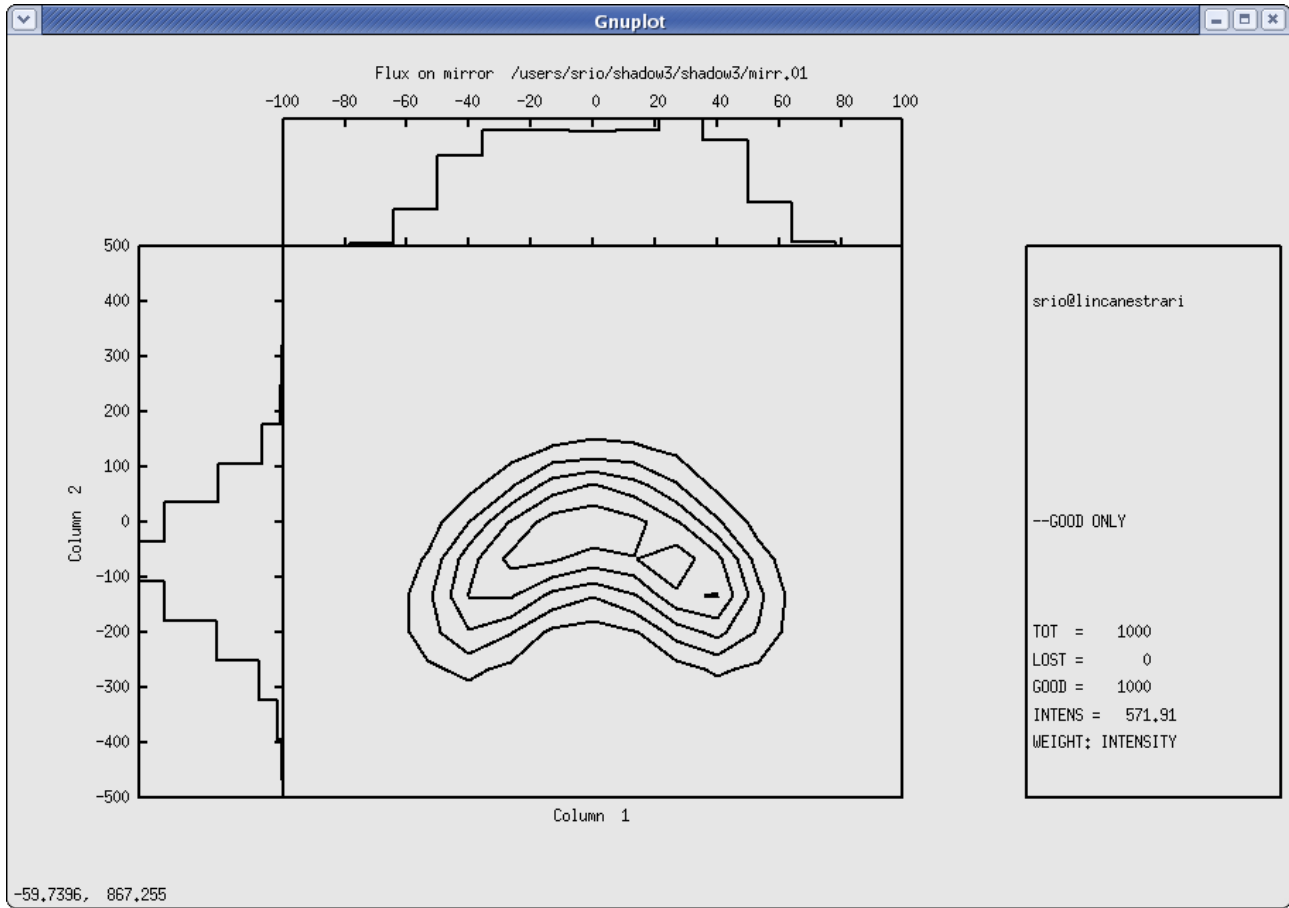 Gnuplot
Flux on mirror /users/srio/shadow3/shadow3/mirr.01
-100 -80 -60 -40 -20 0 20 40 60 80 100
500
400
300
200
100
0
-100
-200
-300
-400
-500
Column 2
Column 1
srio@lincanestrari
--GOOD ONLY
TOT = 1000
LOST = 0
GOOD = 1000
INTENS = 571.91
WEIGHT: INTENSITY
-59.7396, 867.255